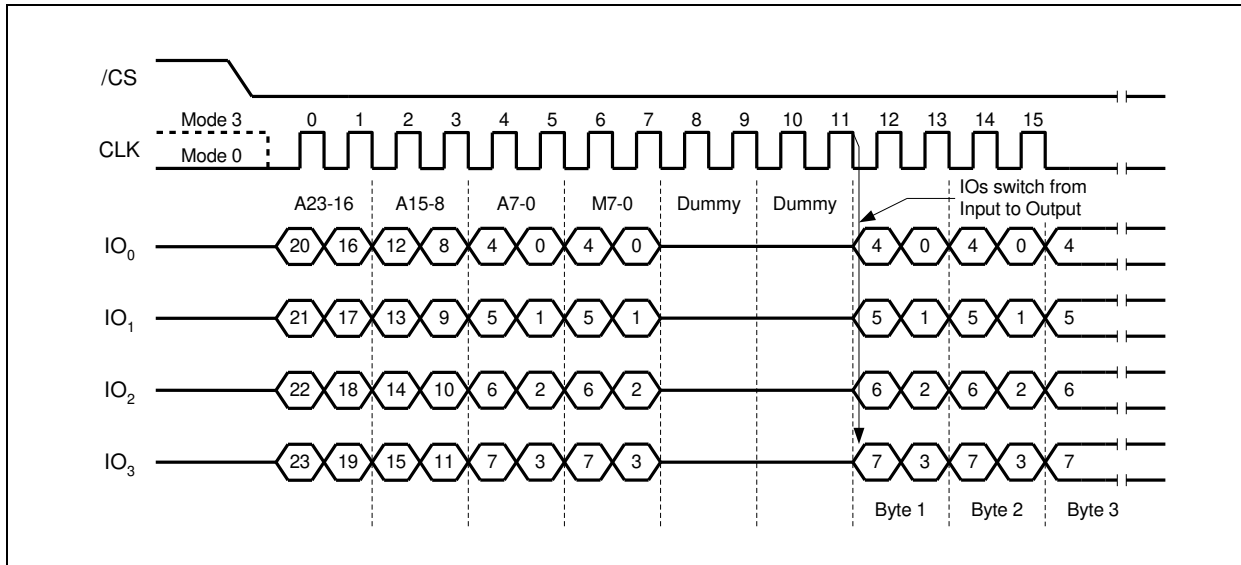 /CS
Mode 3 0 1 2 3 4 5 6 7 8 9 10 11 12 13 14 15
CLK
Mode 0
IOs switch from
Input to Output
A23-16 A15-8 A7-0 M7-0 Dummy Dummy
IO0 20 16 12 8 4 0 4 0 4 0 4 0 4
IO1 21 17 13 9 5 1 5 1 5 1 5 1 5
IO2 22 18 14 10 6 2 6 2 6 2 6 2 6
IO3 23 19 15 11 7 3 7 3 7 3 7 3 7
Byte 1 Byte 2 Byte 3